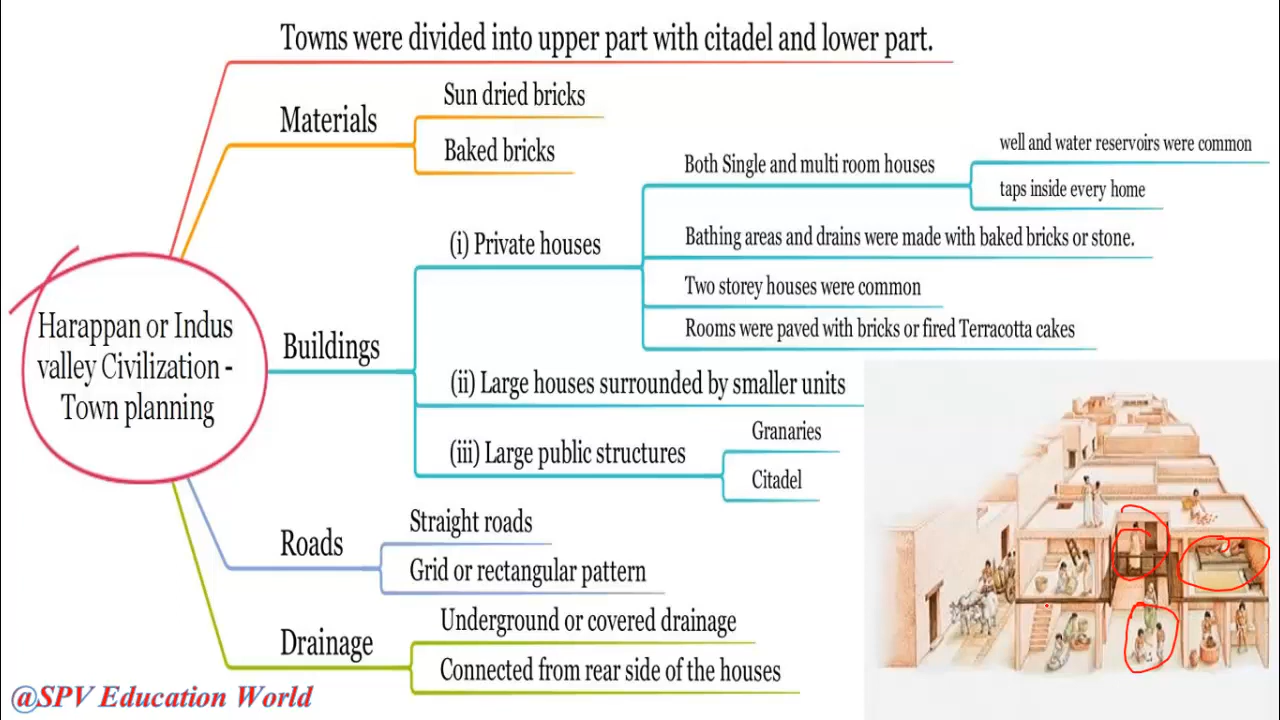 Towns were divided into upper part with citadel and lower part.
Materials
Sun dried bricks
Baked bricks
Harappan or Indus
valley Civilization -
Town planning
Buildings
(i) Private houses
Both Single and multi room houses
well and water reservoirs were common
taps inside every home
Bathing areas and drains were made with baked bricks or stone.
Two storey houses were common
Rooms were paved with bricks or fired Terracotta cakes
(ii) Large houses surrounded by smaller units
(iii) Large public structures
Granaries
Citadel
Roads
Straight roads
Grid or rectangular pattern
Drainage
Underground or covered drainage
Connected from rear side of the houses
@SPV Education World